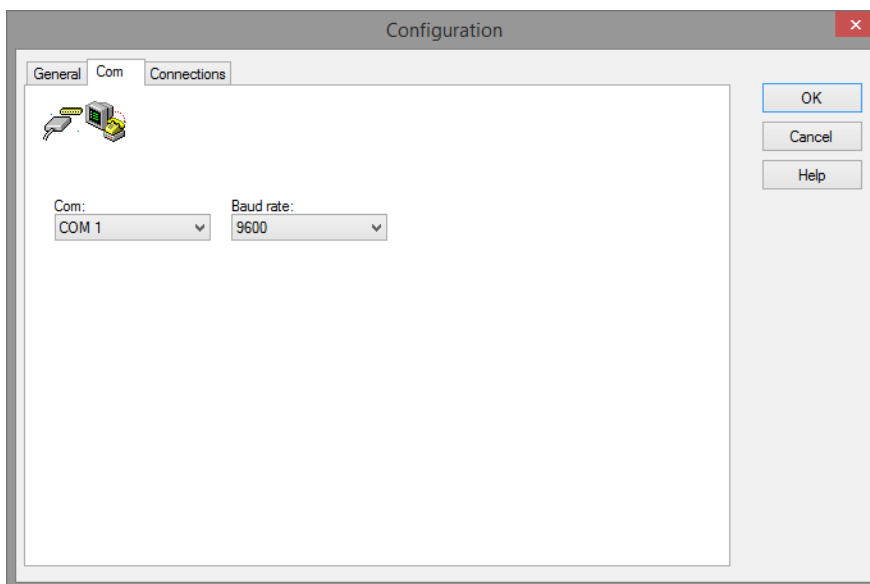 Configuration
General Com Connections
OK
Cancel
Help
Com: Baud rate:
COM 1 9600